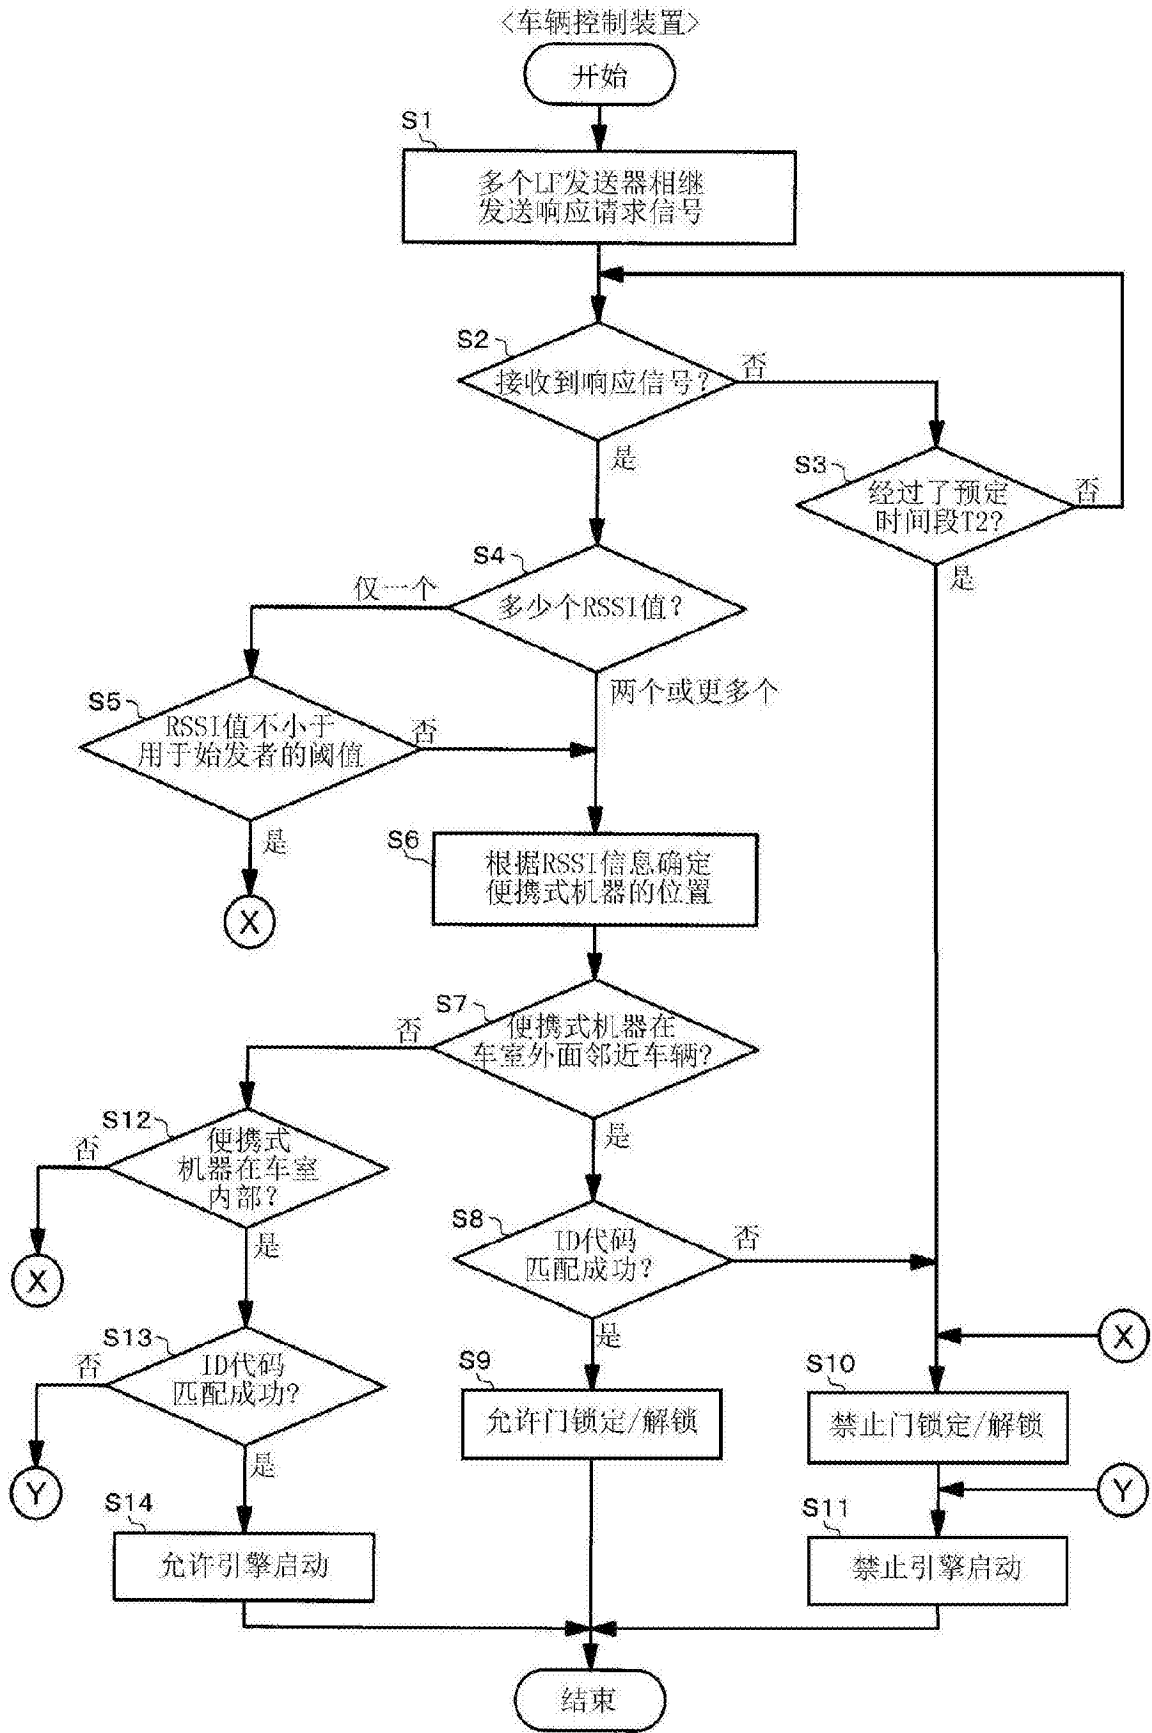 <车辆控制装置>
开始
S1
多个LF发送器相继
发送响应请求信号
S2
接收到响应信号？
否
是
S3
经过了预定
时间段T2?
否
是
S4
仅一个
多少个RSSI值？
两个或更多个
S5
RSSI值不小于
用于始发者的阈值
否
是
X
S6
根据RSSI信息确定
便携式机器的位置
S7
否
便携式机器在
车室外面邻近车辆?
是
S12
否
便携式
机器在车室
内部?
是
X
S8
ID代码
匹配成功？
否
是
X
S13
否
ID代码
匹配成功?
是
Y
S9
允许门锁定/解锁
S10
禁止门锁定/解锁
Y
S14
允许引擎启动
S11
禁止引擎启动
结束